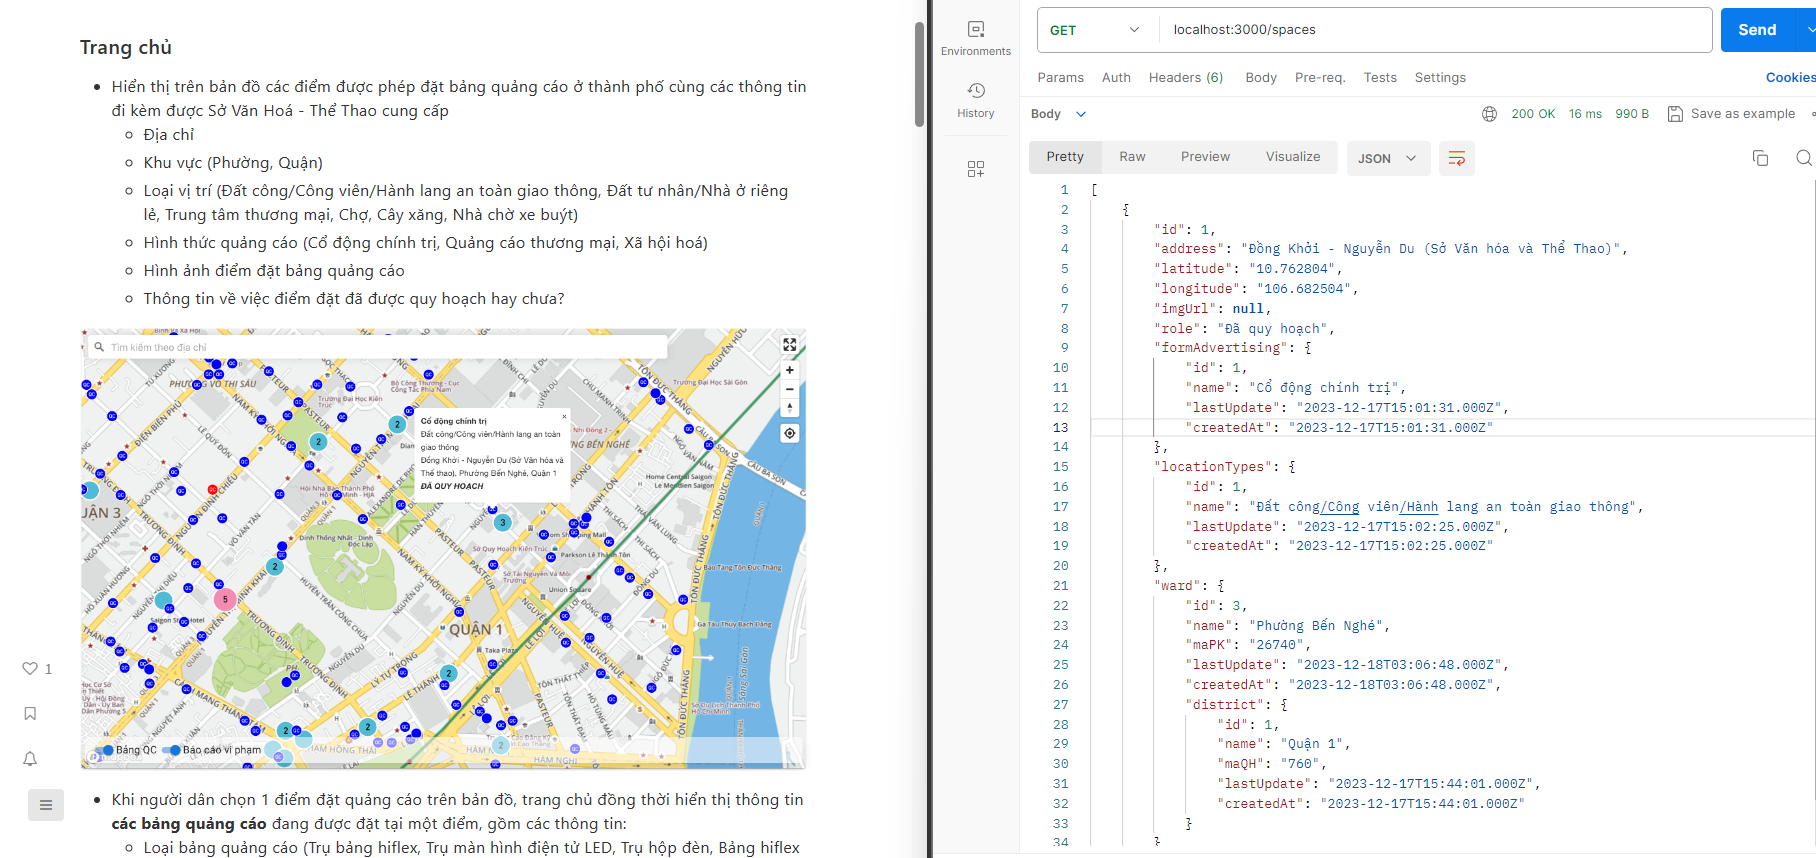 Trang chủ
Hiển thị trên bản đồ các điểm được phép đặt bảng quảng cáo ở thành phố cùng các thông tin
đi kèm được Sở Văn Hoá - Thể Thao cung cấp
Địa chỉ
Khu vực (Phường, Quận)
Loại vị trí (Đất công/Công viên/Hành lang an toàn giao thông, Đất tư nhân/Nhà ở riêng
lẻ, Trung tâm thương mại, Chợ, Cây xăng, Nhà chờ xe buýt)
Hình thức quảng cáo (Cổ động chính trị, Quảng cáo thương mại, Xã hội hoá)
Hình ảnh điểm đặt bảng quảng cáo
Thông tin về việc điểm đặt đã được quy hoạch hay chưa?
Tìm kiếm theo địa chỉ
Cổ động chính trị
Đất công/Công viên/Hành lang an toàn
giao thông
Đồng Khởi - Nguyễn Du (Sở Văn hóa và
Thể thao), Phường Bến Nghé, Quận 1
ĐÃ QUY HOẠCH
QUẬN 1
UẬN 3
Union Square
Taka Plaza
Home Central Saigon
Parkson Lê Thánh Tôn
Bảng QC
Báo cáo vi phạm
1
Khi người dân chọn 1 điểm đặt quảng cáo trên bản đồ, trang chủ đồng thời hiển thị thông tin
các bảng quảng cáo đang được đặt tại một điểm, gồm các thông tin:
Loại bảng quảng cáo (Trụ bảng hiflex, Trụ màn hình điện tử LED, Trụ hộp đèn, Bảng hiflex
Environments
History
GET
localhost:3000/spaces
Send
Params Auth Headers (6) Body Pre-req. Tests Settings
Cookies
Body
200 OK 16 ms 990 B Save as example
Pretty Raw Preview Visualize JSON
1 [
2 {
3 "id": 1,
4 "address": "Đồng Khởi - Nguyễn Du (Sở Văn hóa và Thể Thao)",
5 "latitude": "10.762804",
6 "longitude": "106.682504",
7 "imgUrl": null,
8 "role": "Đã quy hoạch",
9 "formAdvertising": {
10 "id": 1,
11 "name": "Cổ động chính trị",
12 "lastUpdate": "2023-12-17T15:01:31.000Z",
13 "createdAt": "2023-12-17T15:01:31.000Z"
14 },
15 "locationTypes": {
16 "id": 1,
17 "name": "Đất công/Công viên/Hành lang an toàn giao thông",
18 "lastUpdate": "2023-12-17T15:02:25.000Z",
19 "createdAt": "2023-12-17T15:02:25.000Z"
20 },
21 "ward": {
22 "id": 3,
23 "name": "Phường Bến Nghé",
24 "maPK": "26740",
25 "lastUpdate": "2023-12-18T03:06:48.000Z",
26 "createdAt": "2023-12-18T03:06:48.000Z",
27 "district": {
28 "id": 1,
29 "name": "Quận 1",
30 "maQH": "760",
31 "lastUpdate": "2023-12-17T15:44:01.000Z",
32 "createdAt": "2023-12-17T15:44:01.000Z"
33 }
34 }